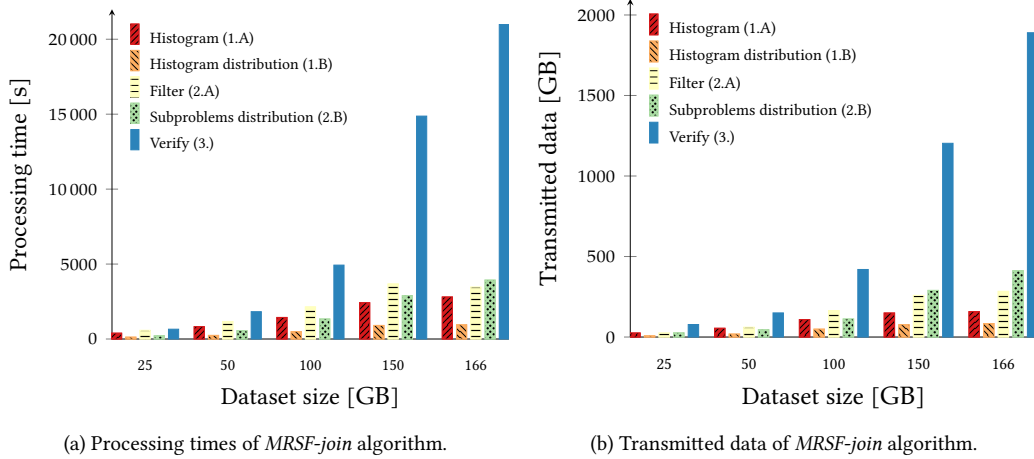 20 000
15 000
10 000
5000
0
Processing time [s]
Histogram (1.A)
Histogram distribution (1.B)
Filter (2.A)
Subproblems distribution (2.B)
Verify (3.)
25 50 100 150 166
Dataset size [GB]
(a) Processing times of MRSF-join algorithm.
2000
1500
1000
500
0
Transmitted data [GB]
Histogram (1.A)
Histogram distribution (1.B)
Filter (2.A)
Subproblems distribution (2.B)
Verify (3.)
25 50 100 150 166
Dataset size [GB]
(b) Transmitted data of MRSF-join algorithm.